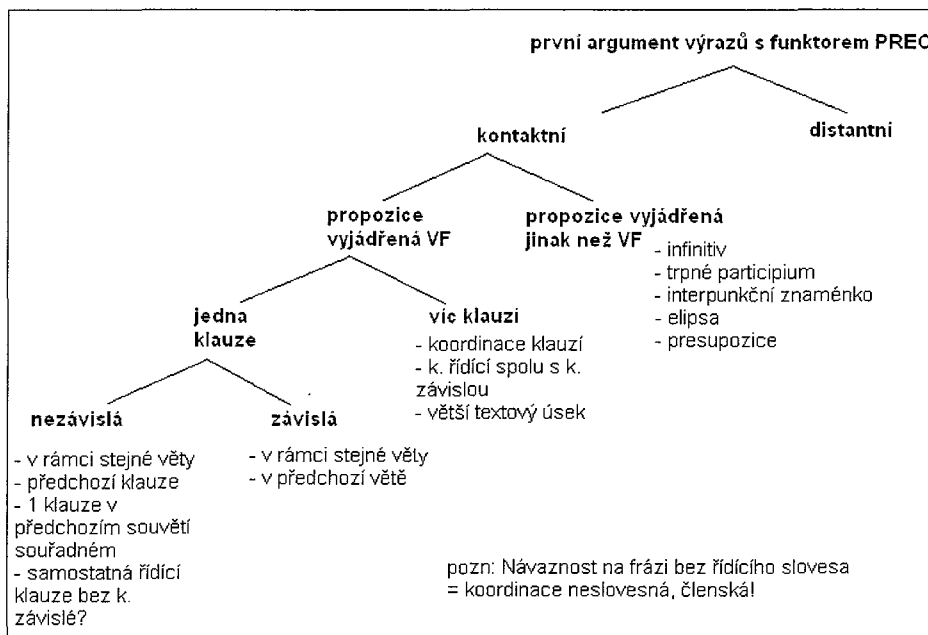 první argument výrazů s funktorem PREC
kontaktní
distantní
propozice
vyjádřená VF
propozice vyjádřená
jinak než VF
- infinitiv
- trpné participium
- interpunkční znaménko
- elipsa
- presupozice
jedna
klauze
víc klauzí
- koordinace klauzí
- k. řídící spolu s k.
závislou
- větší textový úsek
nezávislá
- v rámci stejné věty
- předchozí klauze
- 1 klauze v
předchozím souvětí
souřadném
- samostatná řídící
klauze bez k.
závislé?
závislá
- v rámci stejné věty
- v předchozí větě
pozn: Návaznost na frázi bez řídícího slovesa
= koordinace neslovesná, členská!